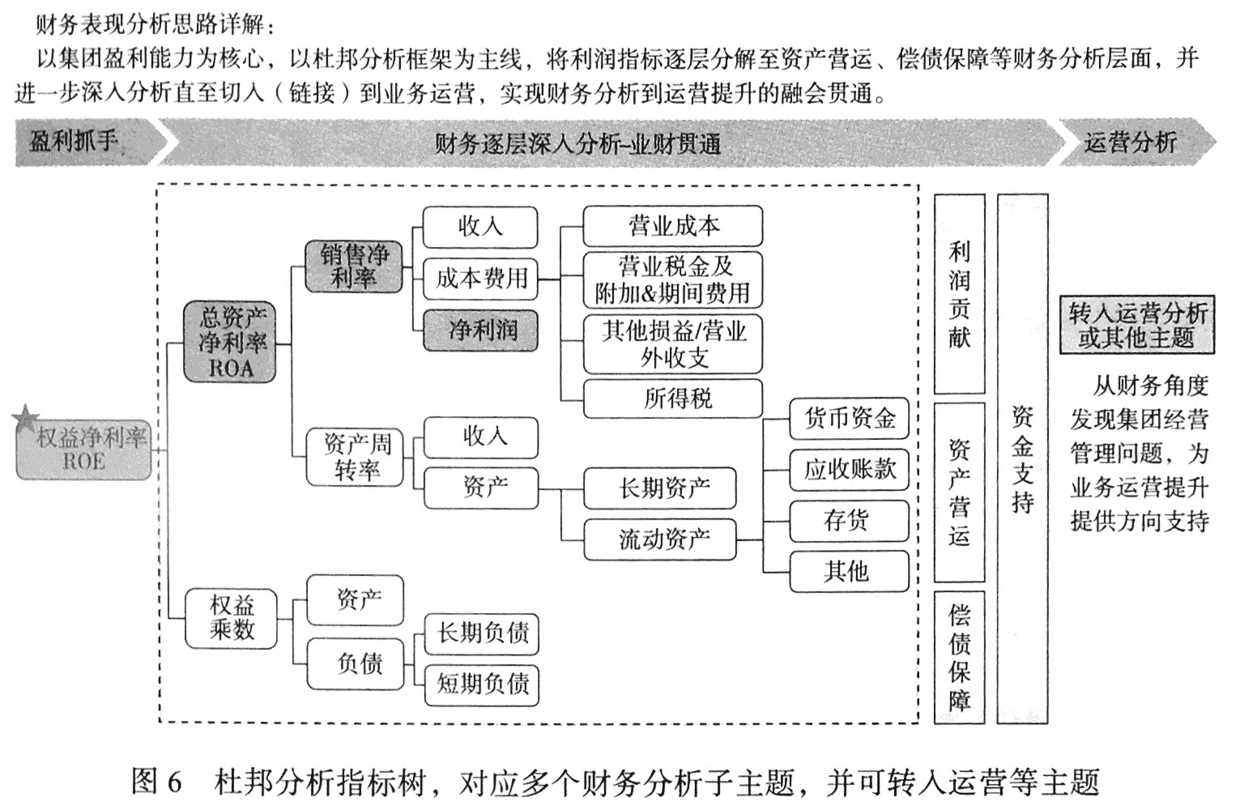 财务表现分析思路详解：
以集团盈利能力为核心，以杜邦分析框架为主线，将利润指标逐层分解至资产营运、偿债保障等财务分析层面，并
进一步深入分析直至切入（链接）到业务运营，实现财务分析到运营提升的融会贯通。
盈利抓手
财务逐层深入分析-业财贯通
运营分析
权益净利率
ROE
总资产
净利率
ROA
销售净
利率
收入
成本费用
净利润
营业成本
营业税金及
附加&期间费用
其他损益/营业
外收支
所得税
资产周
转率
收入
资产
长期资产
流动资产
货币资金
应收账款
存货
其他
权益
乘数
资产
负债
长期负债
短期负债
利润贡献
资产营运
偿债保障
资金支持
转入运营分析
或其他主题
从财务角度
发现集团经营
管理问题，为
业务运营提升
提供方向支持
图 6 杜邦分析指标树，对应多个财务分析子主题，并可转入运营等主题